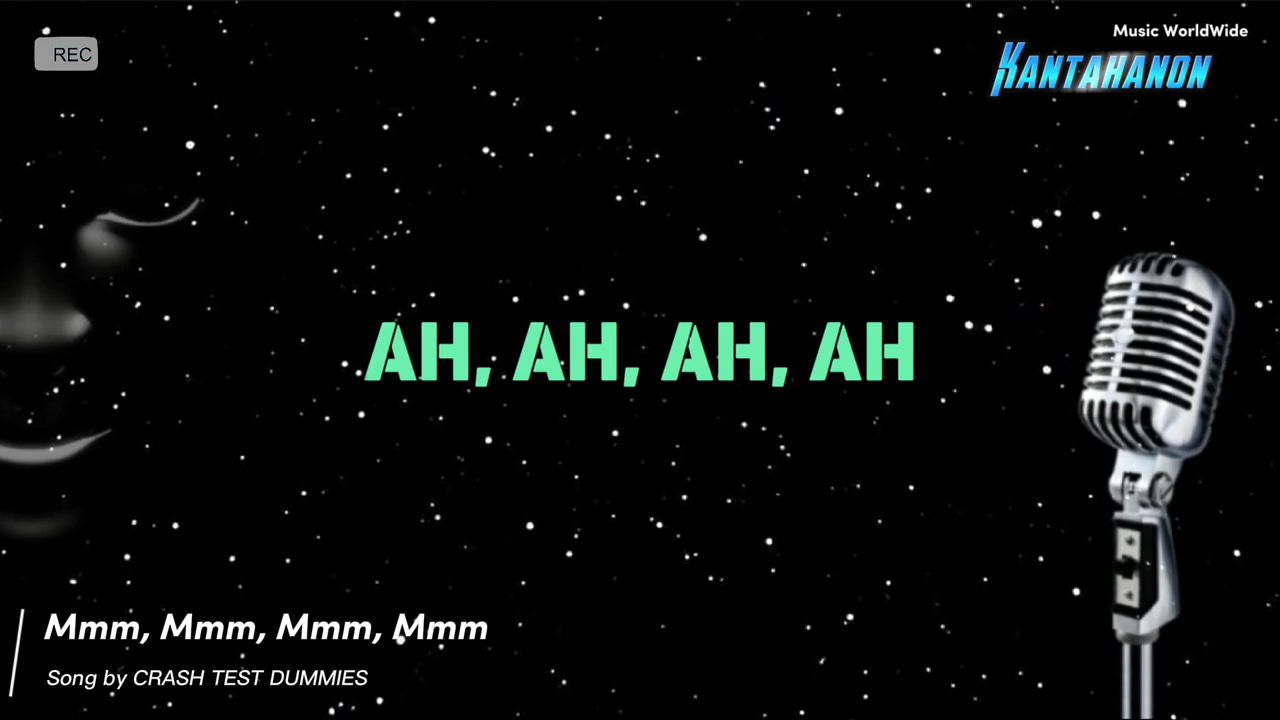 REC
Music WorldWide
KANTAHANON
AH, AH, AH, AH
Mmm, Mmm, Mmm, Mmm
Song by CRASH TEST DUMMIES